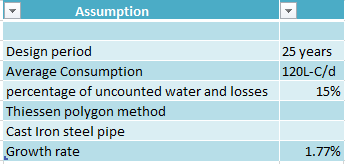 Assumption
Design period 25 years
Average Consumption 120L-C/d
percentage of uncounted water and losses 15%
Thiessen polygon method
Cast Iron steel pipe
Growth rate 1.77%